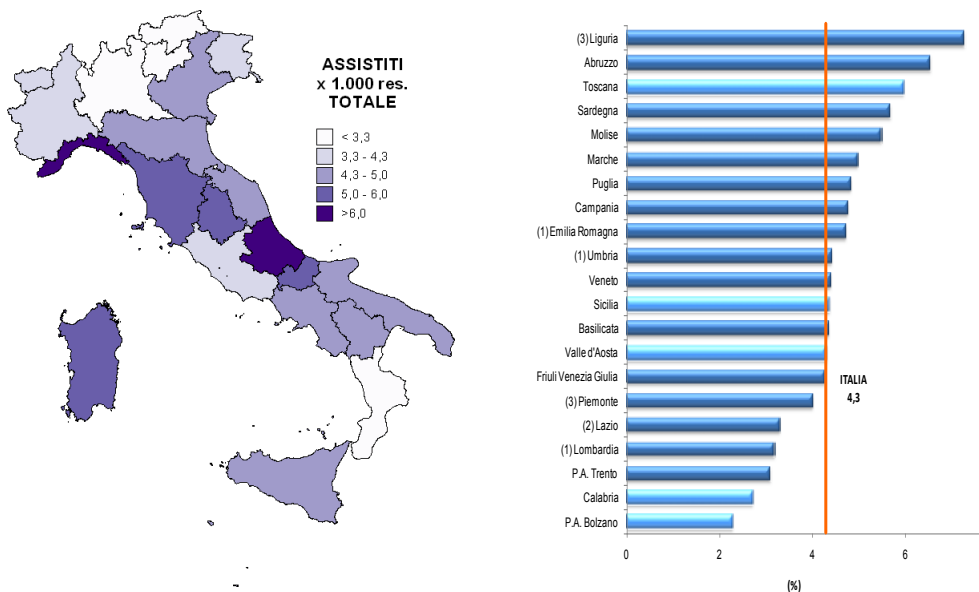 ASSISTITI
x 1.000 res.
TOTALE
< 3,3
3,3 - 4,3
4,3 - 5,0
5,0 - 6,0
>6,0
(3) Liguria
Abruzzo
Toscana
Sardegna
Molise
Marche
Puglia
Campania
(1) Emilia Romagna
(1) Umbria
Veneto
Sicilia
Basilicata
Valle d'Aosta
Friuli Venezia Giulia
(3) Piemonte
(2) Lazio
(1) Lombardia
P.A. Trento
Calabria
P.A. Bolzano
ITALIA
4,3
0 2 4 6
(%)